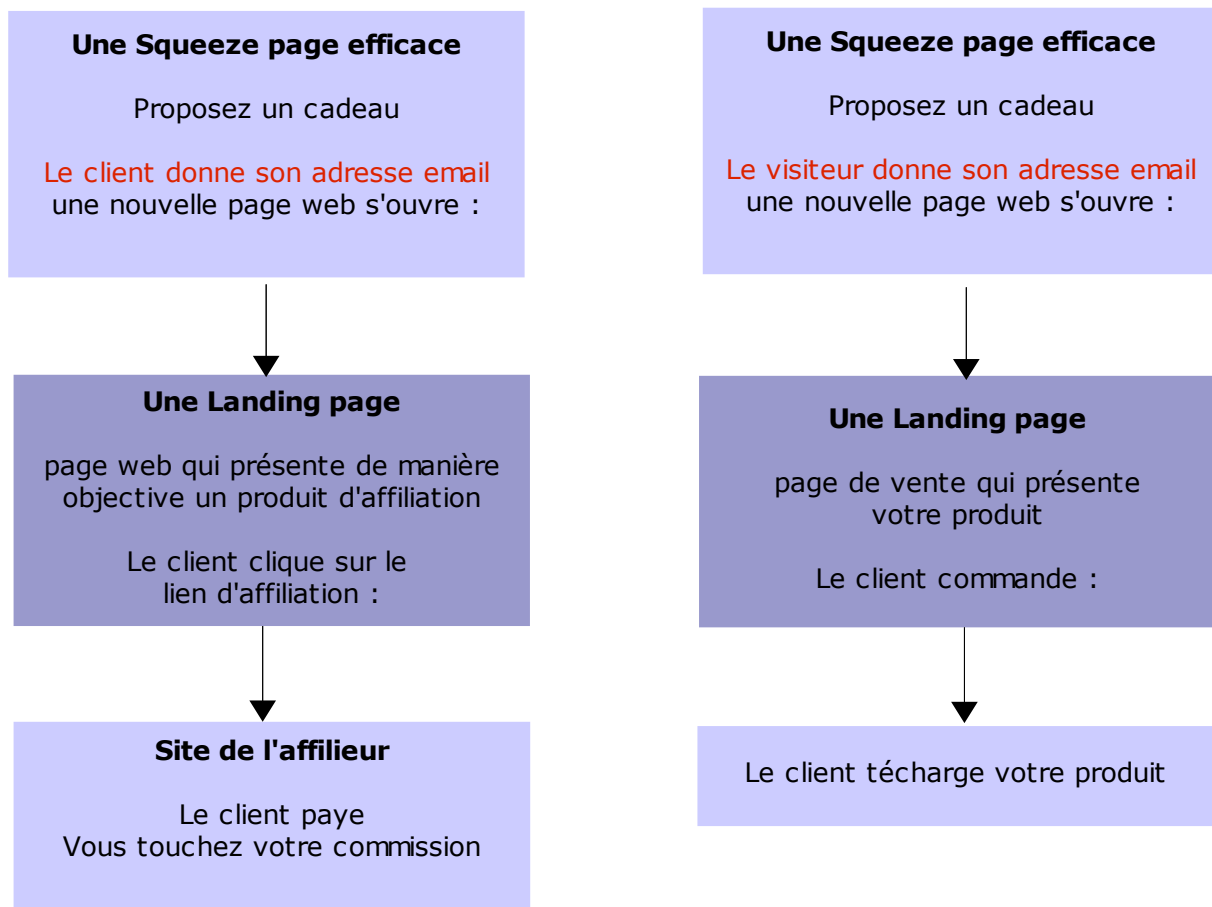 Une Squeeze page efficace
Proposez un cadeau
Le client donne son adresse email
une nouvelle page web s'ouvre :
Une Landing page
page web qui présente de manière
objective un produit d'affiliation
Le client clique sur le
lien d'affiliation :
Site de l'affilieur
Le client paye
Vous touchez votre commission
Une Squeeze page efficace
Proposez un cadeau
Le visiteur donne son adresse email
une nouvelle page web s'ouvre :
Une Landing page
page de vente qui présente
votre produit
Le client commande :
Le client técharge votre produit